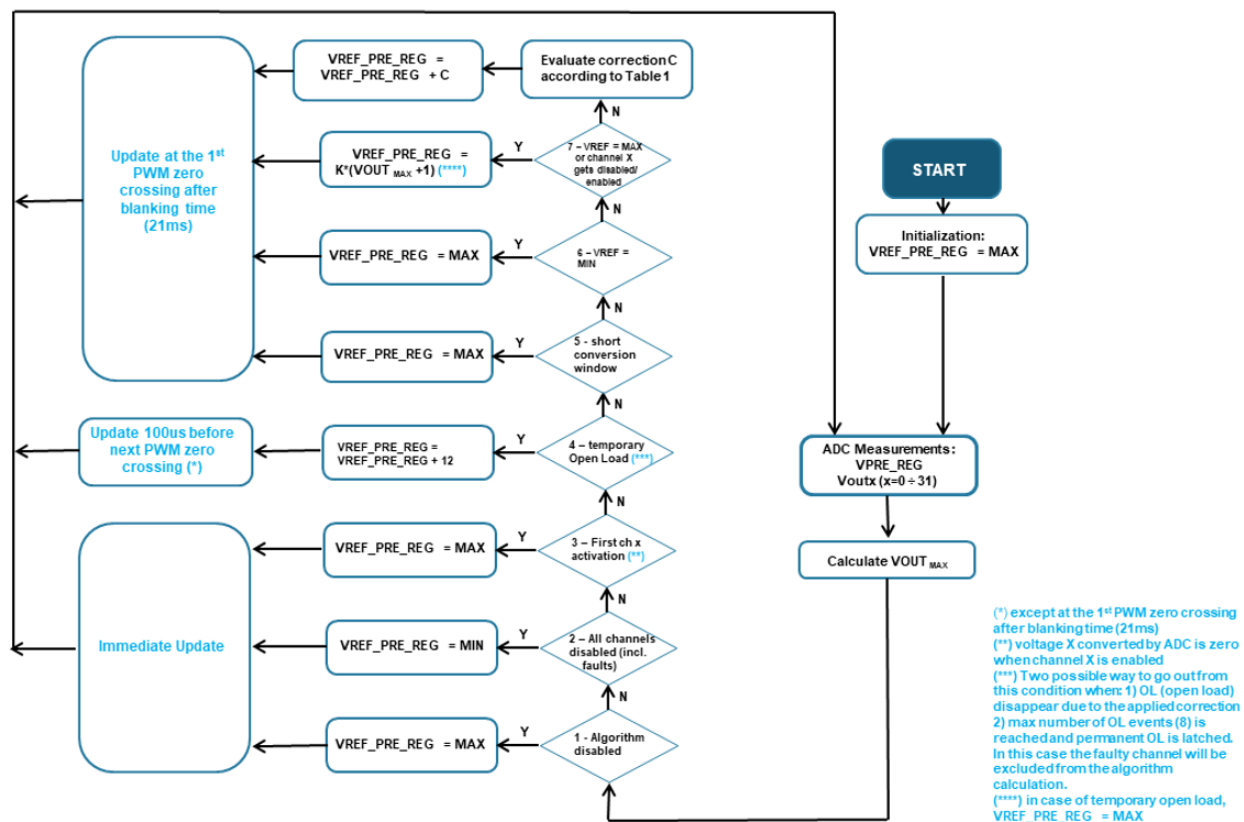 VREF_PRE_REG =
VREF_PRE_REG + C
Evaluate correction C
according to Table 1
N
Update at the 1st
PWM zero
crossing after
blanking time
(21ms)
VREF_PRE_REG =
K*(VOUT MAX +1) (****)
Y
7 – VREF = MAX
or channel X
gets disabled/
enabled
N
VREF_PRE_REG = MAX
Y
6 – VREF =
MIN
N
VREF_PRE_REG = MAX
Y
5 - short
conversion
window
N
Update 100us before
next PWM zero
crossing (*)
VREF_PRE_REG =
VREF_PRE_REG + 12
Y
4 – temporary
Open Load (***)
N
Immediate Update
VREF_PRE_REG = MAX
Y
3 – First ch x
activation (**)
N
VREF_PRE_REG = MIN
Y
2 – All channels
disabled (incl.
faults)
N
VREF_PRE_REG = MAX
Y
1 - Algorithm
disabled
START
Initialization:
VREF_PRE_REG = MAX
ADC Measurements:
VPRE_REG
Voutx (x=0 ÷ 31)
Calculate VOUT MAX
(*) except at the 1st PWM zero crossing
after blanking time (21ms)
(**) voltage X converted by ADC is zero
when channel X is enabled
(***) Two possible way to go out from
this condition when: 1) OL (open load)
disappear due to the applied correction
2) max number of OL events (8) is
reached and permanent OL is latched.
In this case the faulty channel will be
excluded from the algorithm
calculation.
(****) in case of temporary open load,
VREF_PRE_REG = MAX